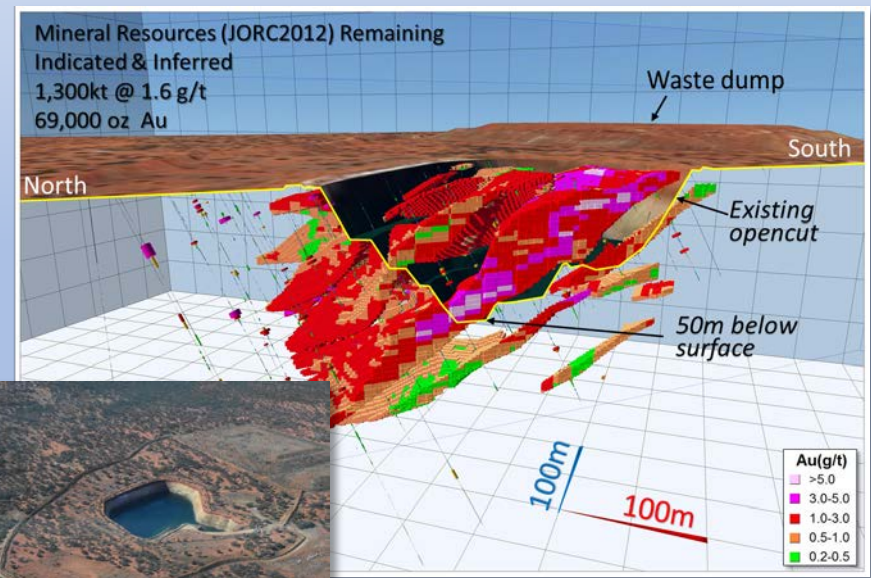 Mineral Resources (JORC2012) Remaining
Indicated & Inferred
1,300kt @ 1.6 g/t
69,000 oz Au
Waste dump
North
South
Existing
opencut
50m below
surface
100m
100m
Au(g/t)
>5.0
3.0-5.0
1.0-3.0
0.5-1.0
0.2-0.5